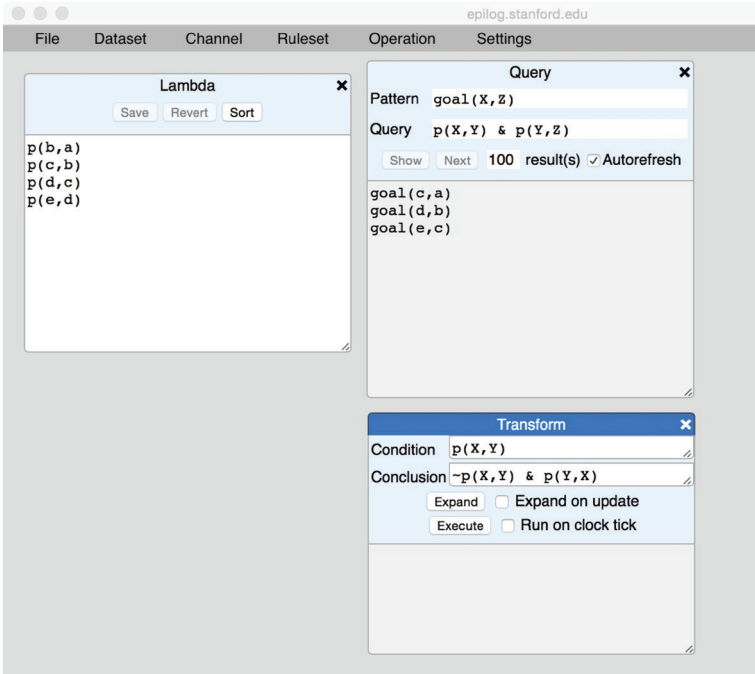 epilog.stanford.edu
File Dataset Channel Ruleset Operation Settings
Lambda
Save Revert Sort
p(b,a)
p(c,b)
p(d,c)
p(e,d)
Query
Pattern goal(X,Z)
Query p(X,Y) & p(Y,Z)
Show Next 100 result(s) Autorefresh
goal(c,a)
goal(d,b)
goal(e,c)
Transform
Condition p(X,Y)
Conclusion ~p(X,Y) & p(Y,X)
Expand Expand on update
Execute Run on clock tick